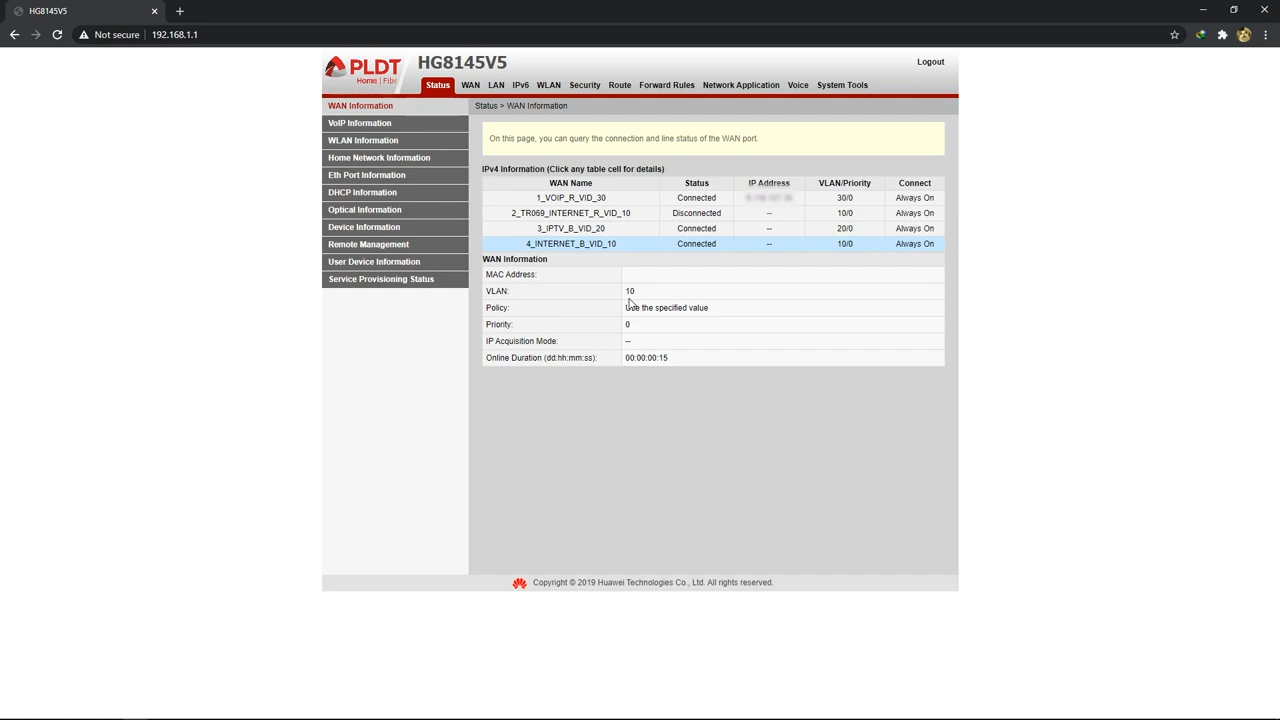 HG8145V5
Not secure
192.168.1.1
PLDT
Home | Fibr
HG8145V5
Logout
Status WAN LAN IPv6 WLAN Security Route Forward Rules Network Application Voice System Tools
WAN Information
VoIP Information
WLAN Information
Home Network Information
Eth Port Information
DHCP Information
Optical Information
Device Information
Remote Management
User Device Information
Service Provisioning Status
Status > WAN Information
On this page, you can query the connection and line status of the WAN port.
IPv4 Information (Click any table cell for details)
WAN Name Status IP Address VLAN/Priority Connect
1_VOIP_R_VID_30 Connected 30/0 Always On
2_TR069_INTERNET_R_VID_10 Disconnected -- 10/0 Always On
3_IPTV_B_VID_20 Connected -- 20/0 Always On
4_INTERNET_B_VID_10 Connected -- 10/0 Always On
WAN Information
MAC Address:
VLAN: 10
Policy: Use the specified value
Priority: 0
IP Acquisition Mode: --
Online Duration (dd:hh:mm:ss): 00:00:00:15
Copyright © 2019 Huawei Technologies Co., Ltd. All rights reserved.